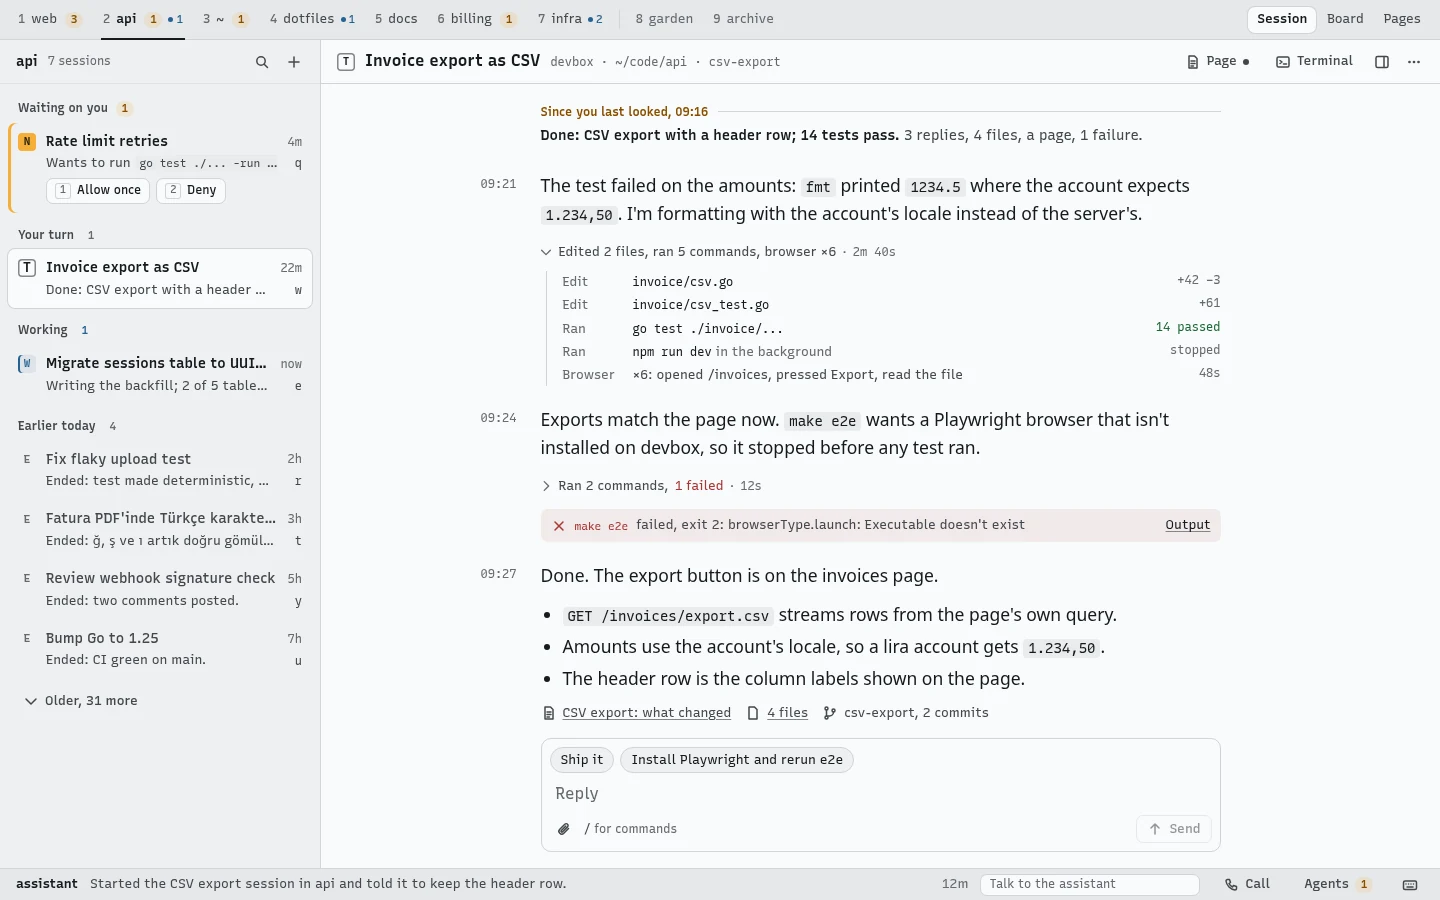 1 web 3 2 api 1 •1 3 ~ 1 4 dotfiles •1 5 docs 6 billing 1 7 infra •2 8 garden 9 archive Session Board Pages
api 7 sessions
Waiting on you 1
N Rate limit retries 4m
Wants to run go test ./... -run … q
1 Allow once 2 Deny
Your turn 1
T Invoice export as CSV 22m
Done: CSV export with a header … w
Working 1
W Migrate sessions table to UUI… now
Writing the backfill; 2 of 5 table… e
Earlier today 4
E Fix flaky upload test 2h
Ended: test made deterministic, … r
E Fatura PDF'inde Türkçe karakte… 3h
Ended: ğ, ş ve ı artık doğru gömül… t
E Review webhook signature check 5h
Ended: two comments posted. y
E Bump Go to 1.25 7h
Ended: CI green on main. u
Older, 31 more
T Invoice export as CSV devbox · ~/code/api · csv-export Page • Terminal
Since you last looked, 09:16
Done: CSV export with a header row; 14 tests pass. 3 replies, 4 files, a page, 1 failure.
09:21 The test failed on the amounts: fmt printed 1234.5 where the account expects
1.234,50. I'm formatting with the account's locale instead of the server's.
Edited 2 files, ran 5 commands, browser ×6 · 2m 40s
Edit invoice/csv.go +42 −3
Edit invoice/csv_test.go +61
Ran go test ./invoice/... 14 passed
Ran npm run dev in the background stopped
Browser ×6: opened /invoices, pressed Export, read the file 48s
09:24 Exports match the page now. make e2e wants a Playwright browser that isn't
installed on devbox, so it stopped before any test ran.
Ran 2 commands, 1 failed · 12s
make e2e failed, exit 2: browserType.launch: Executable doesn't exist Output
09:27 Done. The export button is on the invoices page.
• GET /invoices/export.csv streams rows from the page's own query.
• Amounts use the account's locale, so a lira account gets 1.234,50.
• The header row is the column labels shown on the page.
CSV export: what changed 4 files csv-export, 2 commits
Ship it Install Playwright and rerun e2e
Reply
/ for commands Send
assistant Started the CSV export session in api and told it to keep the header row. 12m Talk to the assistant Call Agents 1